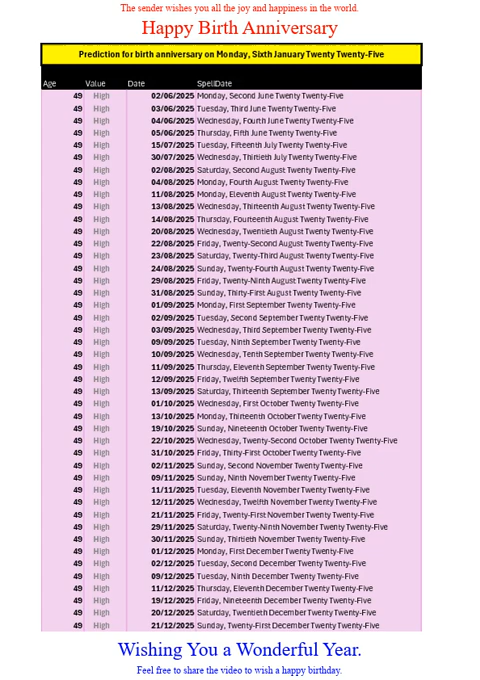 The sender wishes you all the joy and happiness in the world.
Happy Birth Anniversary
Prediction for birth anniversary on Monday, Sixth January Twenty Twenty-Five
Age Value Date SpellDate
49 High 02/06/2025 Monday, Second June Twenty Twenty-Five
49 High 03/06/2025 Tuesday, Third June Twenty Twenty-Five
49 High 04/06/2025 Wednesday, Fourth June Twenty Twenty-Five
49 High 05/06/2025 Thursday, Fifth June Twenty Twenty-Five
49 High 15/07/2025 Tuesday, Fifteenth July Twenty Twenty-Five
49 High 30/07/2025 Wednesday, Thirtieth July Twenty Twenty-Five
49 High 02/08/2025 Saturday, Second August Twenty Twenty-Five
49 High 04/08/2025 Monday, Fourth August Twenty Twenty-Five
49 High 11/08/2025 Monday, Eleventh August Twenty Twenty-Five
49 High 13/08/2025 Wednesday, Thirteenth August Twenty Twenty-Five
49 High 14/08/2025 Thursday, Fourteenth August Twenty Twenty-Five
49 High 20/08/2025 Wednesday, Twentieth August Twenty Twenty-Five
49 High 22/08/2025 Friday, Twenty-Second August Twenty Twenty-Five
49 High 23/08/2025 Saturday, Twenty-Third August Twenty Twenty-Five
49 High 24/08/2025 Sunday, Twenty-Fourth August Twenty Twenty-Five
49 High 29/08/2025 Friday, Twenty-Ninth August Twenty Twenty-Five
49 High 31/08/2025 Sunday, Thirty-First August Twenty Twenty-Five
49 High 01/09/2025 Monday, First September Twenty Twenty-Five
49 High 02/09/2025 Tuesday, Second September Twenty Twenty-Five
49 High 03/09/2025 Wednesday, Third September Twenty Twenty-Five
49 High 09/09/2025 Tuesday, Ninth September Twenty Twenty-Five
49 High 10/09/2025 Wednesday, Tenth September Twenty Twenty-Five
49 High 11/09/2025 Thursday, Eleventh September Twenty Twenty-Five
49 High 12/09/2025 Friday, Twelfth September Twenty Twenty-Five
49 High 13/09/2025 Saturday, Thirteenth September Twenty Twenty-Five
49 High 01/10/2025 Wednesday, First October Twenty Twenty-Five
49 High 13/10/2025 Monday, Thirteenth October Twenty Twenty-Five
49 High 19/10/2025 Sunday, Nineteenth October Twenty Twenty-Five
49 High 22/10/2025 Wednesday, Twenty-Second October Twenty Twenty-Five
49 High 31/10/2025 Friday, Thirty-First October Twenty Twenty-Five
49 High 02/11/2025 Sunday, Second November Twenty Twenty-Five
49 High 09/11/2025 Sunday, Ninth November Twenty Twenty-Five
49 High 11/11/2025 Tuesday, Eleventh November Twenty Twenty-Five
49 High 12/11/2025 Wednesday, Twelfth November Twenty Twenty-Five
49 High 21/11/2025 Friday, Twenty-First November Twenty Twenty-Five
49 High 29/11/2025 Saturday, Twenty-Ninth November Twenty Twenty-Five
49 High 30/11/2025 Sunday, Thirtieth November Twenty Twenty-Five
49 High 01/12/2025 Monday, First December Twenty Twenty-Five
49 High 02/12/2025 Tuesday, Second December Twenty Twenty-Five
49 High 09/12/2025 Tuesday, Ninth December Twenty Twenty-Five
49 High 11/12/2025 Thursday, Eleventh December Twenty Twenty-Five
49 High 19/12/2025 Friday, Nineteenth December Twenty Twenty-Five
49 High 20/12/2025 Saturday, Twentieth December Twenty Twenty-Five
49 High 21/12/2025 Sunday, Twenty-First December Twenty Twenty-Five
Wishing You a Wonderful Year.
Feel free to share the video to wish a happy birthday.